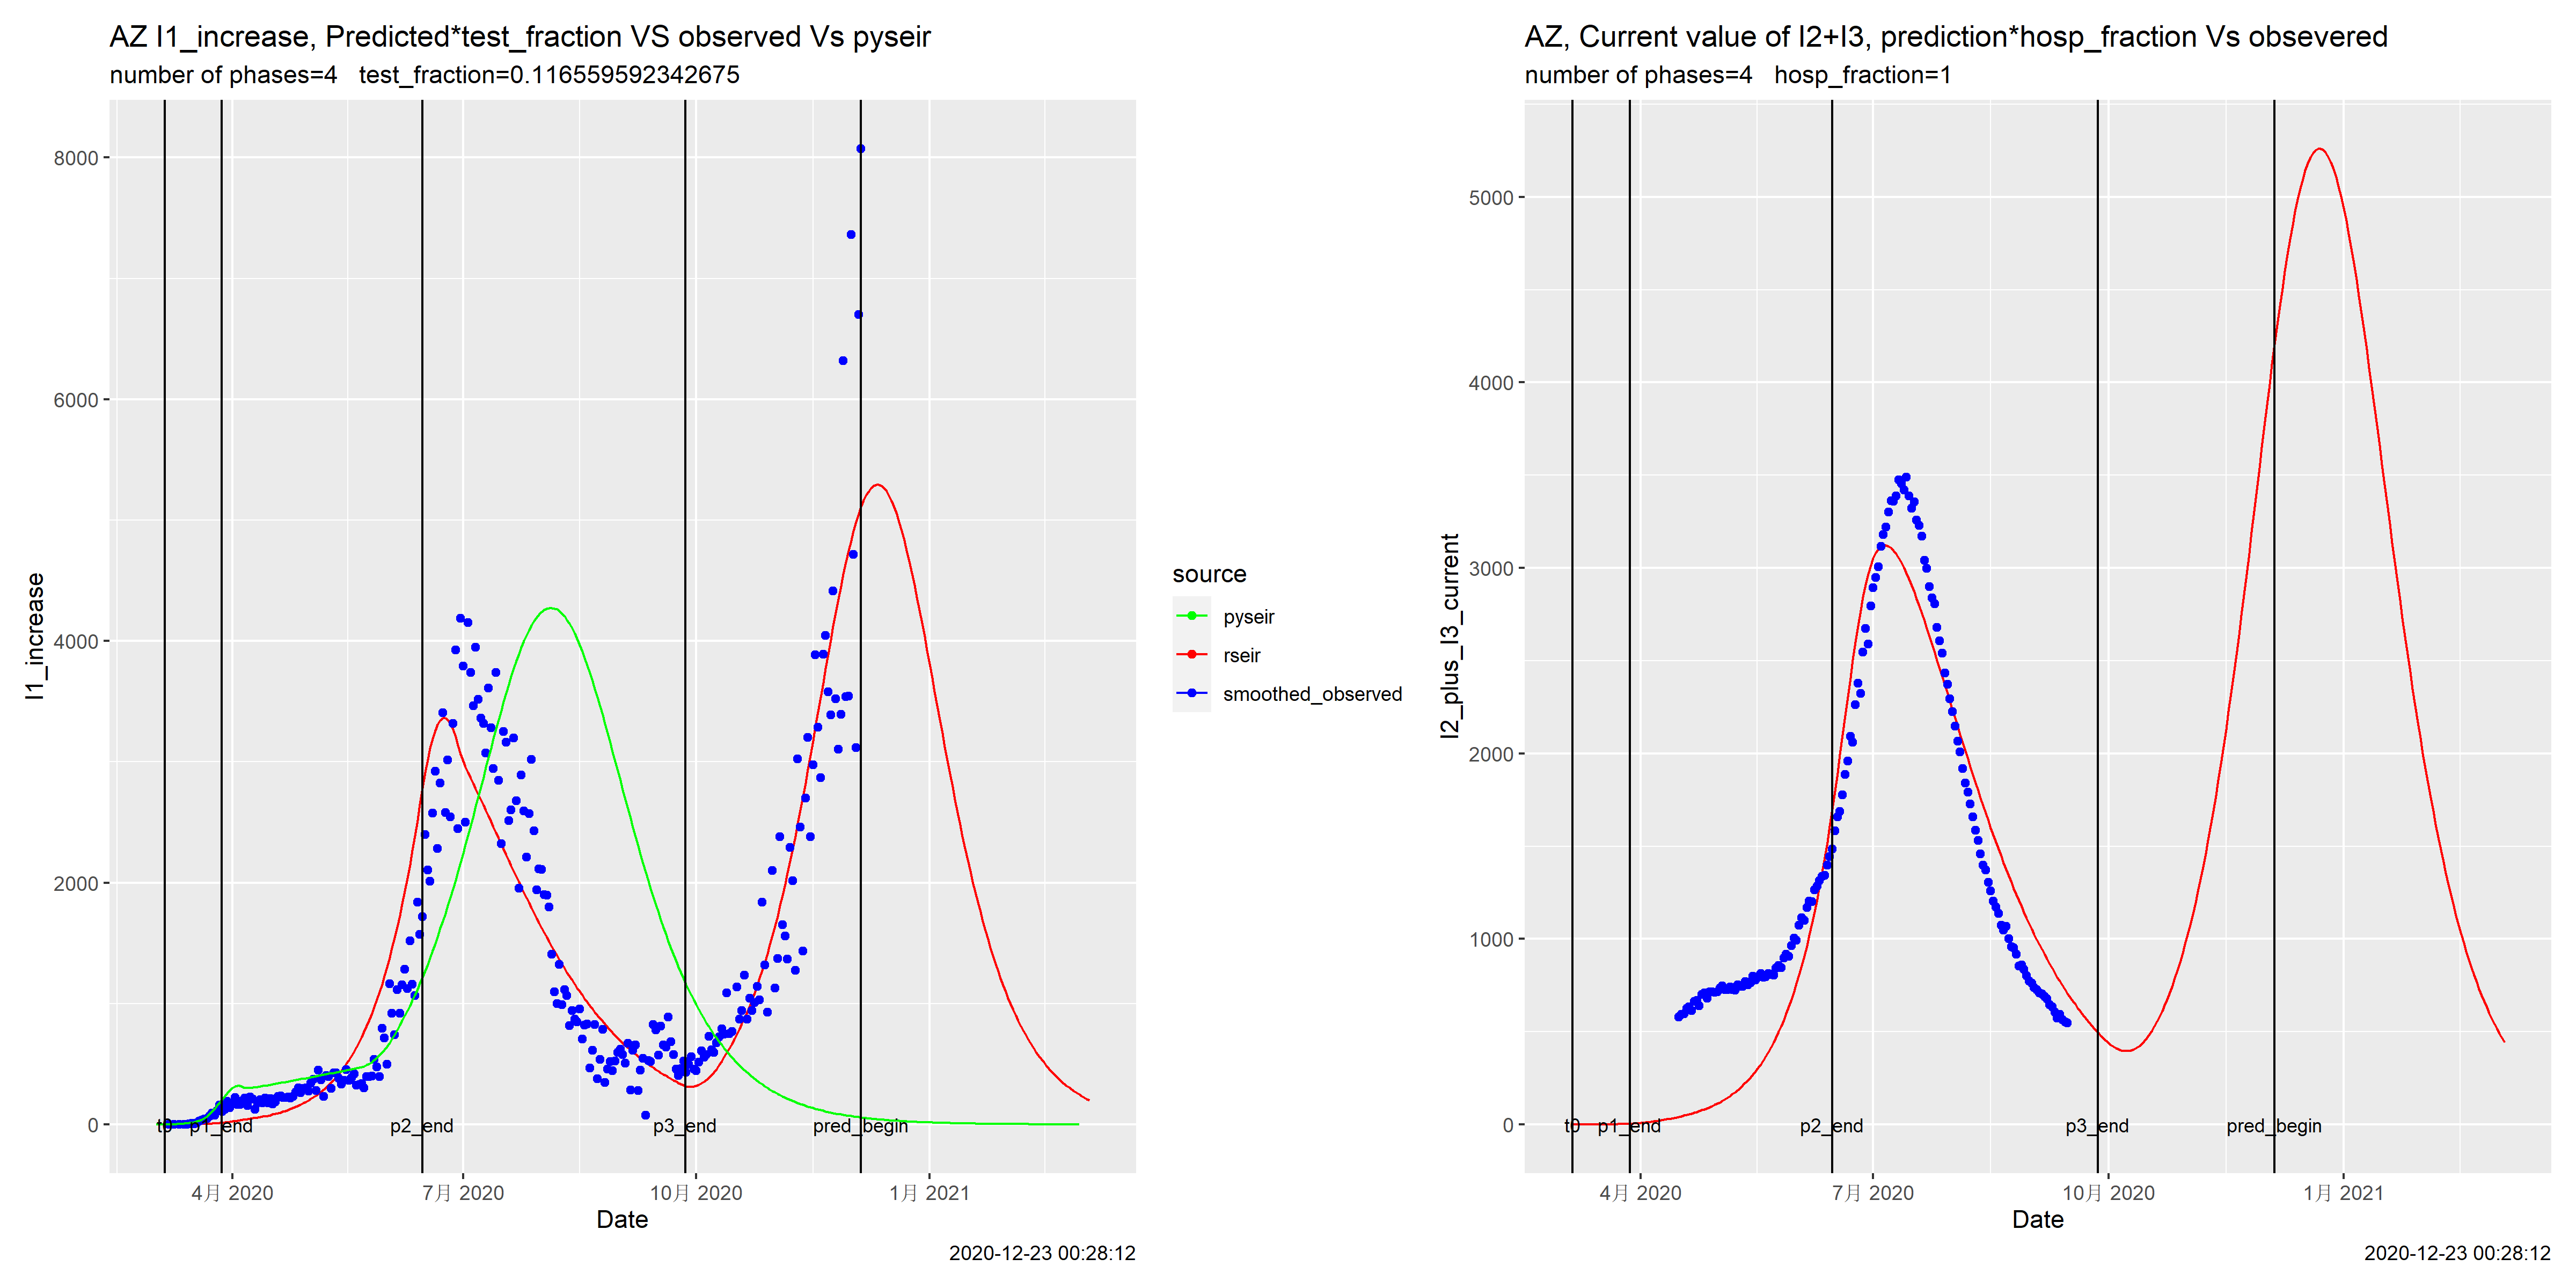 AZ I1_increase, Predicted*test_fraction VS observed Vs pyseir
number of phases=4   test_fraction=0.116559592342675
I1_increase
8000
6000
4000
2000
0
t0
p1_end
p2_end
p3_end
pred_begin
4月 2020
7月 2020
10月 2020
1月 2021
Date
2020-12-23 00:28:12
source
pyseir
rseir
smoothed_observed
AZ, Current value of I2+I3, prediction*hosp_fraction Vs obsevered
number of phases=4   hosp_fraction=1
I2_plus_I3_current
5000
4000
3000
2000
1000
0
t0
p1_end
p2_end
p3_end
pred_begin
4月 2020
7月 2020
10月 2020
1月 2021
Date
2020-12-23 00:28:12